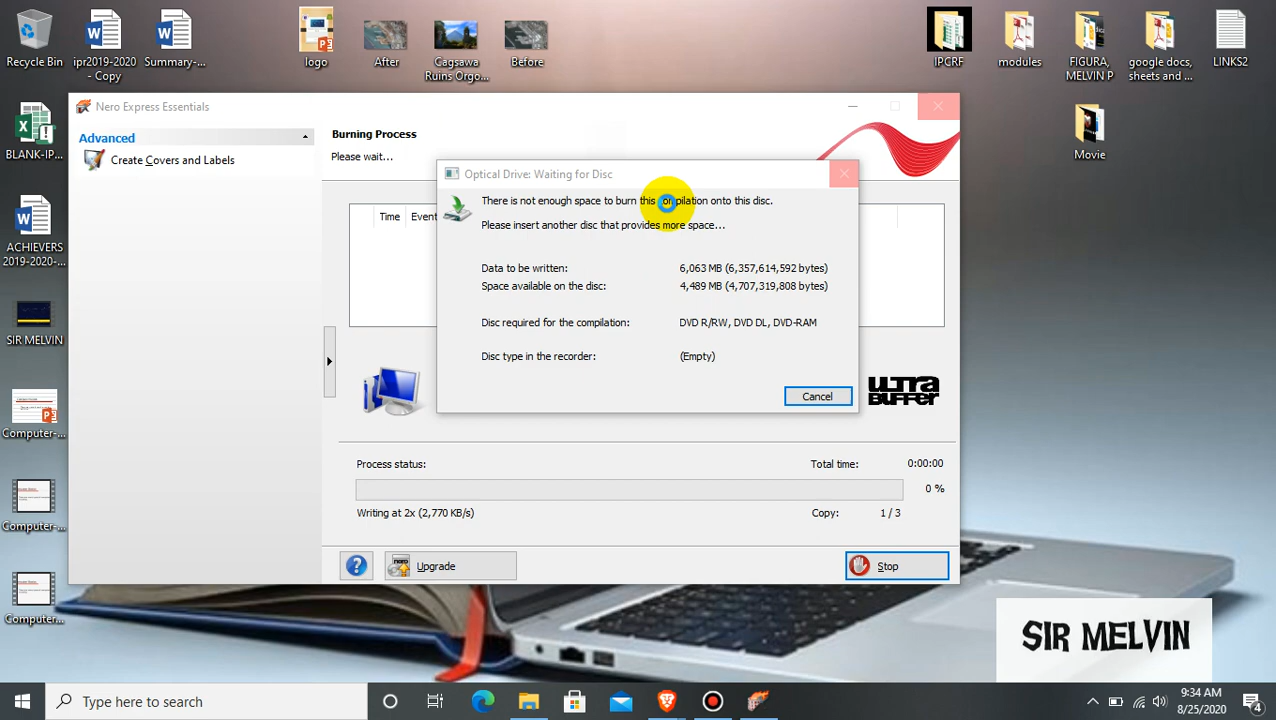 Recycle Bin
ipr2019-2020
- Copy
Summary-...
logo
After
Cagsawa
Ruins Orgo...
Before
IPCRF
modules
FIGURA,
MELVIN P
google docs,
sheets and ...
LINKS2
BLANK-IP...
Movie
ACHIEVERS
2019-2020-...
SIR MELVIN
Computer-...
Computer-...
Computer...
Nero Express Essentials
Advanced
Create Covers and Labels
Burning Process
Please wait...
Time
Event
Optical Drive: Waiting for Disc
There is not enough space to burn this compilation onto this disc.
Please insert another disc that provides more space...
Data to be written: 6,063 MB (6,357,614,592 bytes)
Space available on the disc: 4,489 MB (4,707,319,808 bytes)
Disc required for the compilation: DVD R/RW, DVD DL, DVD-RAM
Disc type in the recorder: (Empty)
Cancel
ULTRA
BUFFER
Process status: Total time: 0:00:00
0 %
Writing at 2x (2,770 KB/s) Copy: 1 / 3
nero
Upgrade
Stop
SIR MELVIN
Type here to search
9:34 AM
8/25/2020
4